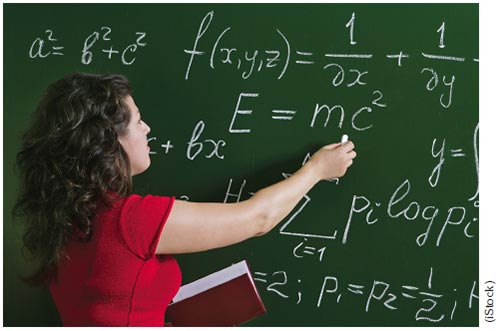 a² = b² + c²
f(x,y,z) = 1/∂x + 1/∂y
E = mc²
x + bx
y = ∫
H
∑ i=1 pi log pi
=2; p₁=p₂=1/2; H
(iStock)